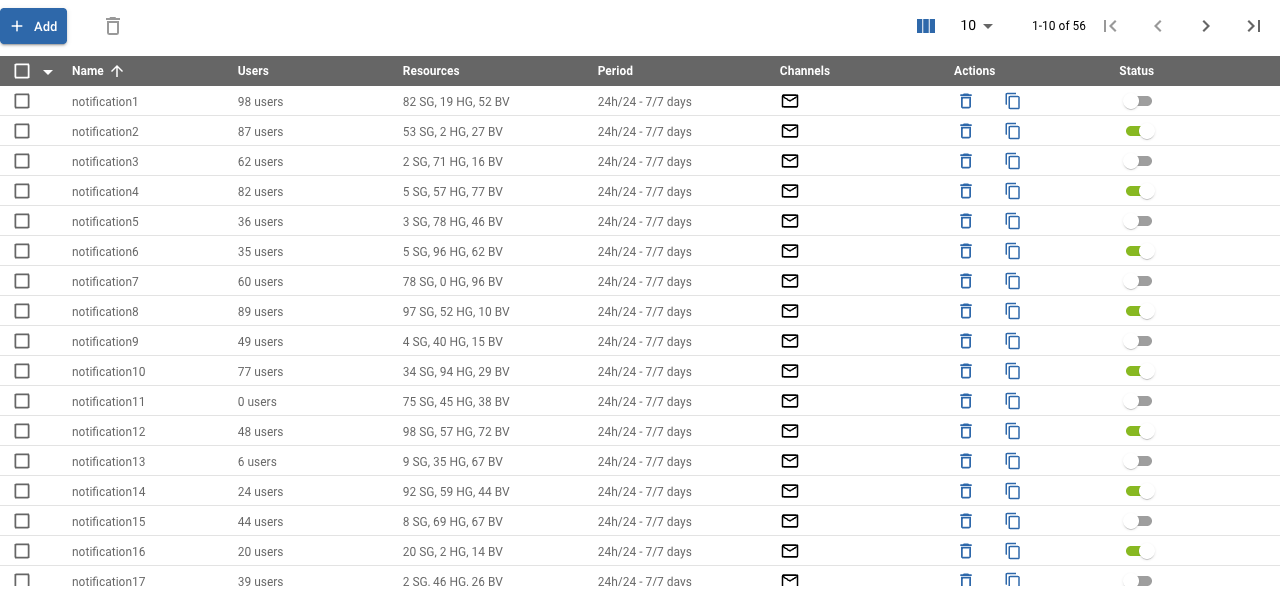 Add 10 1-10 of 56
Name Users Resources Period Channels Actions Status
notification1 98 users 82 SG, 19 HG, 52 BV 24h/24 - 7/7 days
notification2 87 users 53 SG, 2 HG, 27 BV 24h/24 - 7/7 days
notification3 62 users 2 SG, 71 HG, 16 BV 24h/24 - 7/7 days
notification4 82 users 5 SG, 57 HG, 77 BV 24h/24 - 7/7 days
notification5 36 users 3 SG, 78 HG, 46 BV 24h/24 - 7/7 days
notification6 35 users 5 SG, 96 HG, 62 BV 24h/24 - 7/7 days
notification7 60 users 78 SG, 0 HG, 96 BV 24h/24 - 7/7 days
notification8 89 users 97 SG, 52 HG, 10 BV 24h/24 - 7/7 days
notification9 49 users 4 SG, 40 HG, 15 BV 24h/24 - 7/7 days
notification10 77 users 34 SG, 94 HG, 29 BV 24h/24 - 7/7 days
notification11 0 users 75 SG, 45 HG, 38 BV 24h/24 - 7/7 days
notification12 48 users 98 SG, 57 HG, 72 BV 24h/24 - 7/7 days
notification13 6 users 9 SG, 35 HG, 67 BV 24h/24 - 7/7 days
notification14 24 users 92 SG, 59 HG, 44 BV 24h/24 - 7/7 days
notification15 44 users 8 SG, 69 HG, 67 BV 24h/24 - 7/7 days
notification16 20 users 20 SG, 2 HG, 14 BV 24h/24 - 7/7 days
notification17 39 users 2 SG, 46 HG, 26 BV 24h/24 - 7/7 days